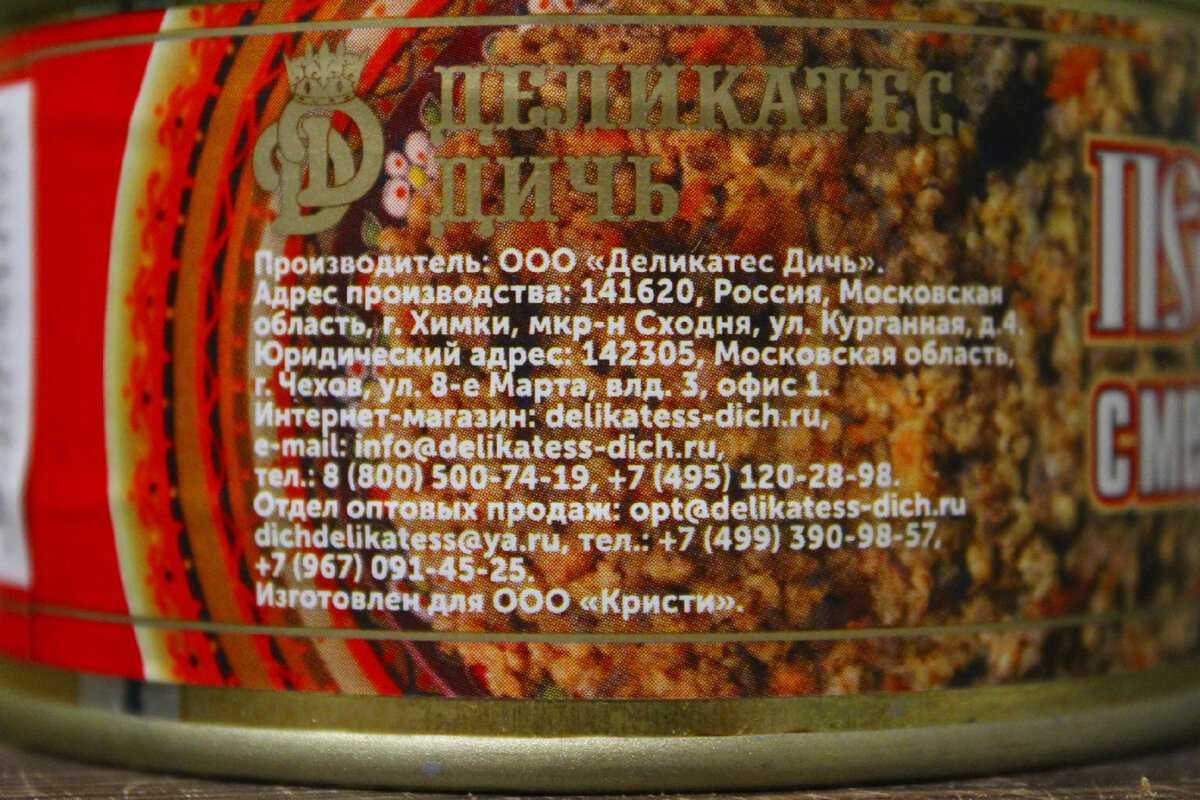 ДЕЛИКАТЕС
ДИЧЬ
Производитель: ООО «Деликатес Дичь».
Адрес производства: 141620, Россия, Московская
область, г. Химки, мкр-н Сходня, ул. Курганная, д.4.
Юридический адрес: 142305, Московская область,
г. Чехов, ул. 8-е Марта, влд. 3, офис 1.
Интернет-магазин: delikatess-dich.ru,
e-mail: info@delikatess-dich.ru,
тел.: 8 (800) 500-74-19, +7 (495) 120-28-98.
Отдел оптовых продаж: opt@delikatess-dich.ru
dichdelikatess@ya.ru, тел.: +7 (499) 390-98-57,
+7 (967) 091-45-25.
Изготовлен для ООО «Кристи».